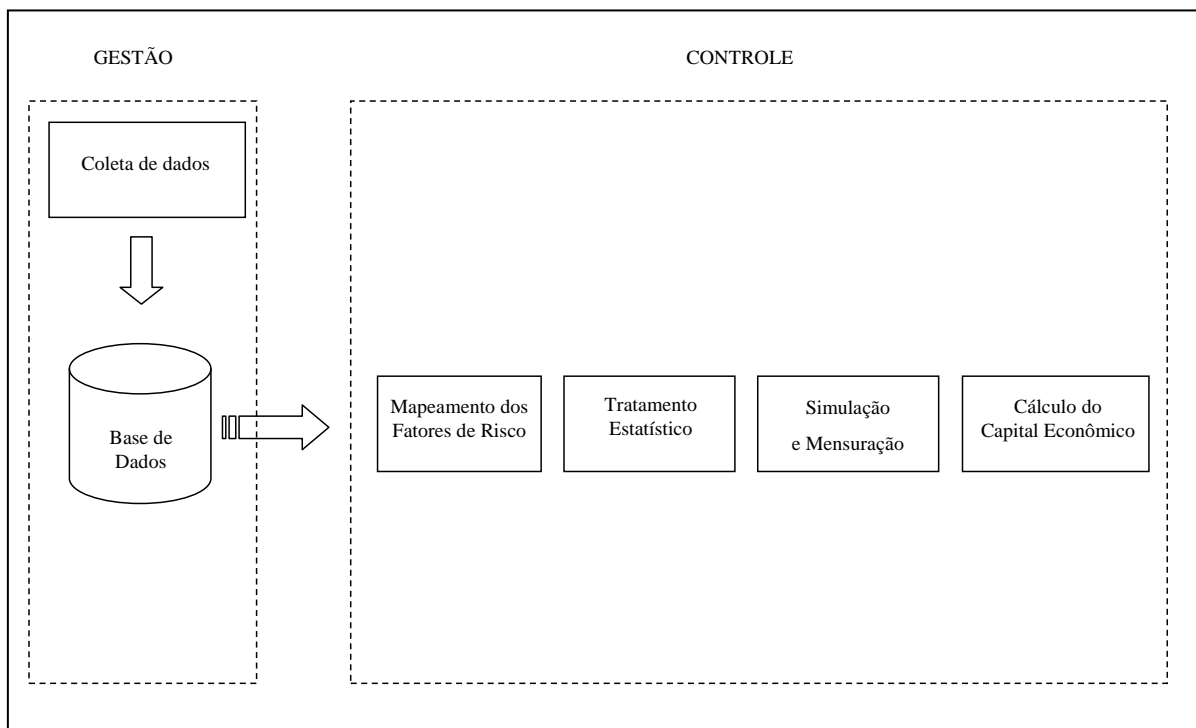 GESTÃO
CONTROLE
Coleta de dados
Base de
Dados
Mapeamento dos
Fatores de Risco
Tratamento
Estatístico
Simulação
e Mensuração
Cálculo do
Capital Econômico